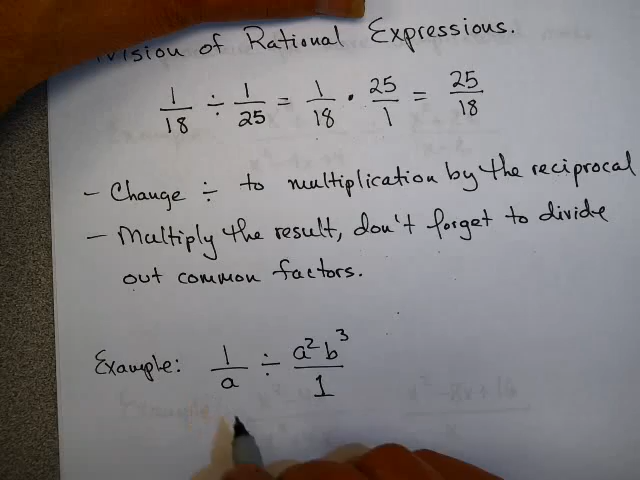 vision of Rational Expressions.
1/18 ÷ 1/25 = 1/18 · 25/1 = 25/18
- Change ÷ to multiplication by the reciprocal
- Multiply the result, don't forget to divide
out common factors.
Example: 1/a ÷ a²b³/1